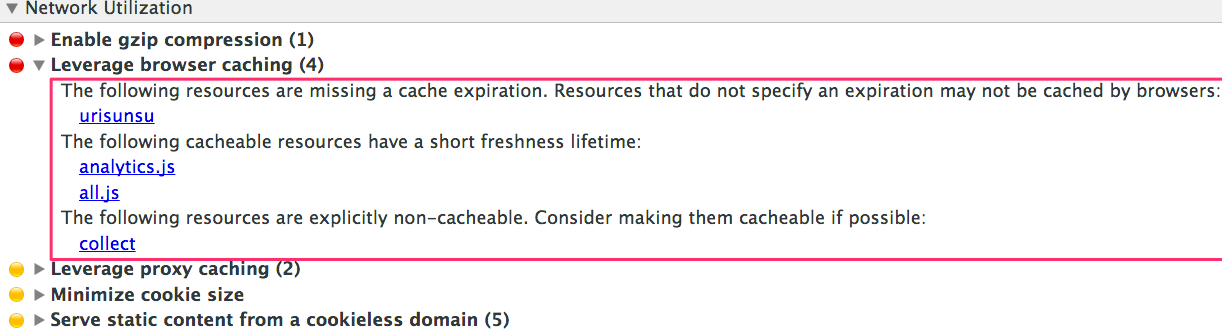 Network Utilization
Enable gzip compression (1)
Leverage browser caching (4)
The following resources are missing a cache expiration. Resources that do not specify an expiration may not be cached by browsers:
urisunsu
The following cacheable resources have a short freshness lifetime:
analytics.js
all.js
The following resources are explicitly non-cacheable. Consider making them cacheable if possible:
collect
Leverage proxy caching (2)
Minimize cookie size
Serve static content from a cookieless domain (5)